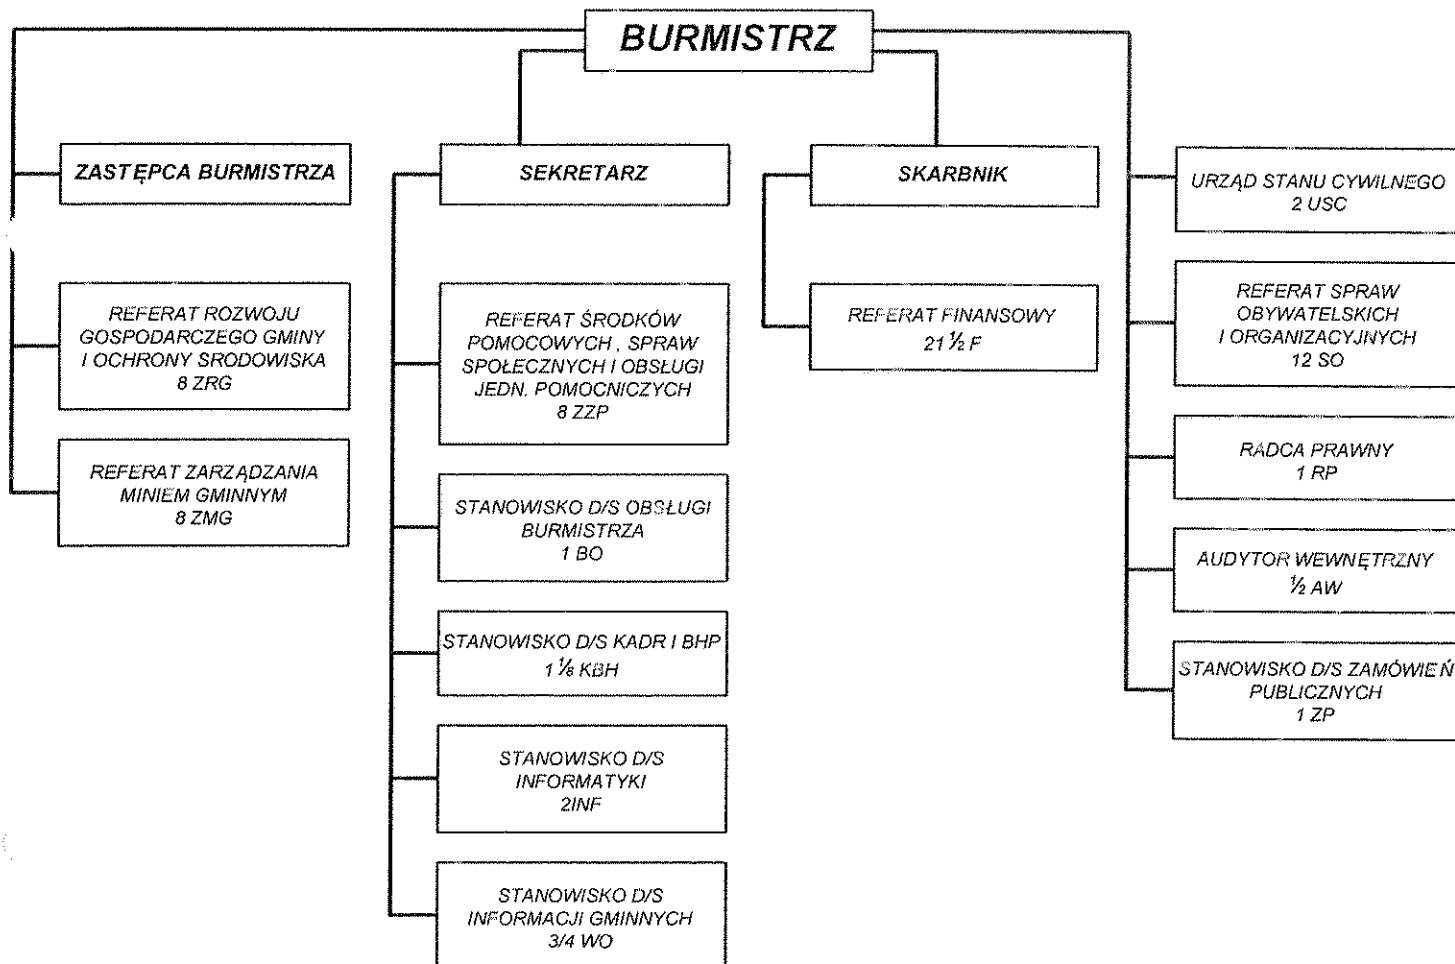 BURMISTRZ
ZASTĘPCA BURMISTRZA
REFERAT ROZWOJU
GOSPODARCZEGO GMINY
I OCHRONY SRODOWISKA
8 ZRG
REFERAT ZARZĄDZANIA
MINIEM GMINNYM
8 ZMG
SEKRETARZ
REFERAT ŚRODKÓW
POMOCOWYCH , SPRAW
SPOŁECZNYCH I OBSŁUGI
JEDN. POMOCNICZYCH
8 ZZP
STANOWISKO D/S OBSŁUGI
BURMISTRZA
1 BO
STANOWISKO D/S KADR I BHP
1 ⅛ KBH
STANOWISKO D/S
INFORMATYKI
2INF
STANOWISKO D/S
INFORMACJI GMINNYCH
3/4 WO
SKARBNIK
REFERAT FINANSOWY
21 ½ F
URZĄD STANU CYWILNEGO
2 USC
REFERAT SPRAW
OBYWATELSKICH
I ORGANIZACYJNYCH
12 SO
RADCA PRAWNY
1 RP
AUDYTOR WEWNĘTRZNY
½ AW
STANOWISKO D/S ZAMÓWIEŃ
PUBLICZNYCH
1 ZP